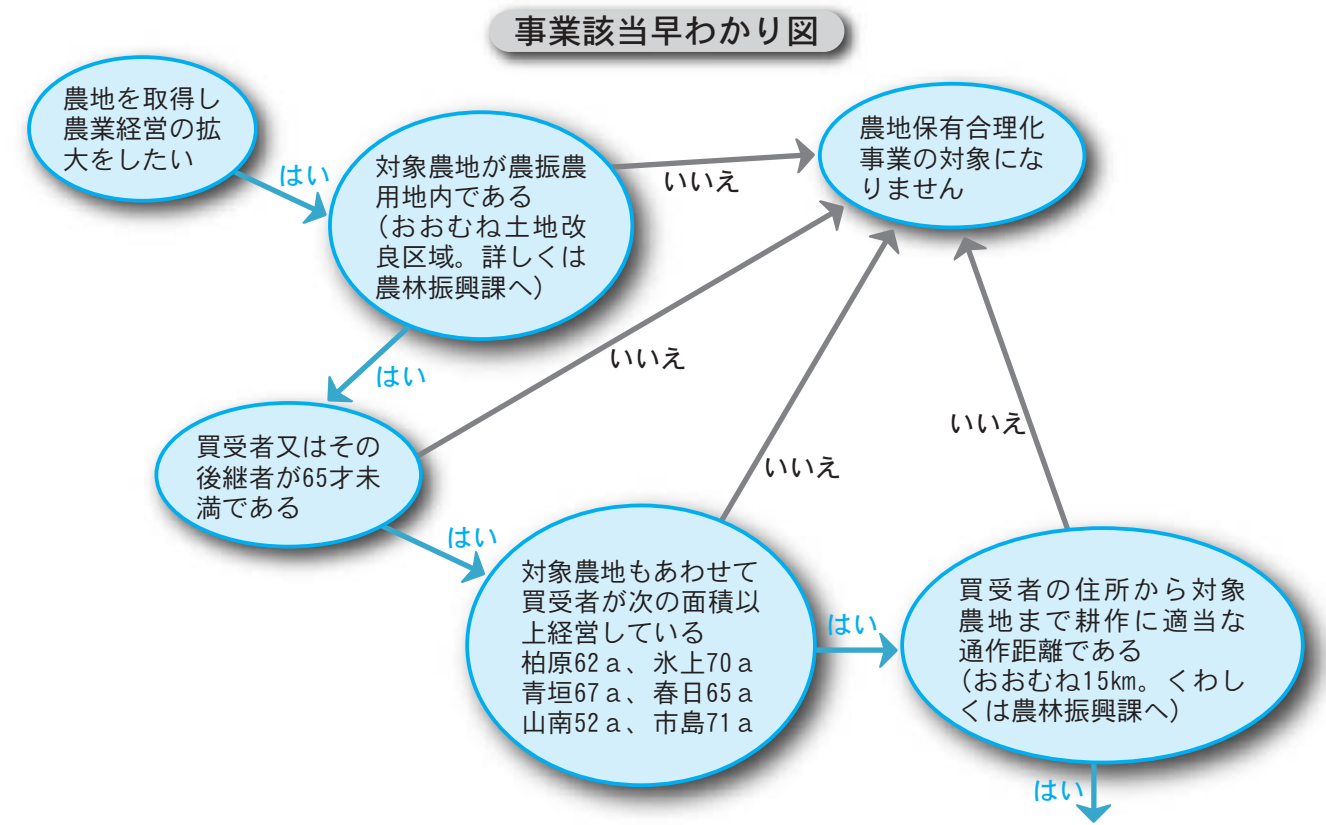 事業該当早わかり図
農地を取得し
農業経営の拡
大をしたい
はい
対象農地が農振農
用地内である
(おおむね土地改
良区域。詳しくは
農林振興課へ)
いいえ
農地保有合理化
事業の対象にな
りません
はい
買受者又はその
後継者が65才未
満である
いいえ
はい
対象農地もあわせて
買受者が次の面積以
上経営している
柏原62a、氷上70a
青垣67a、春日65a
山南52a、市島71a
いいえ
はい
買受者の住所から対象
農地まで耕作に適当な
通作距離である
(おおむね15㎞。くわし
くは農林振興課へ)
いいえ
はい